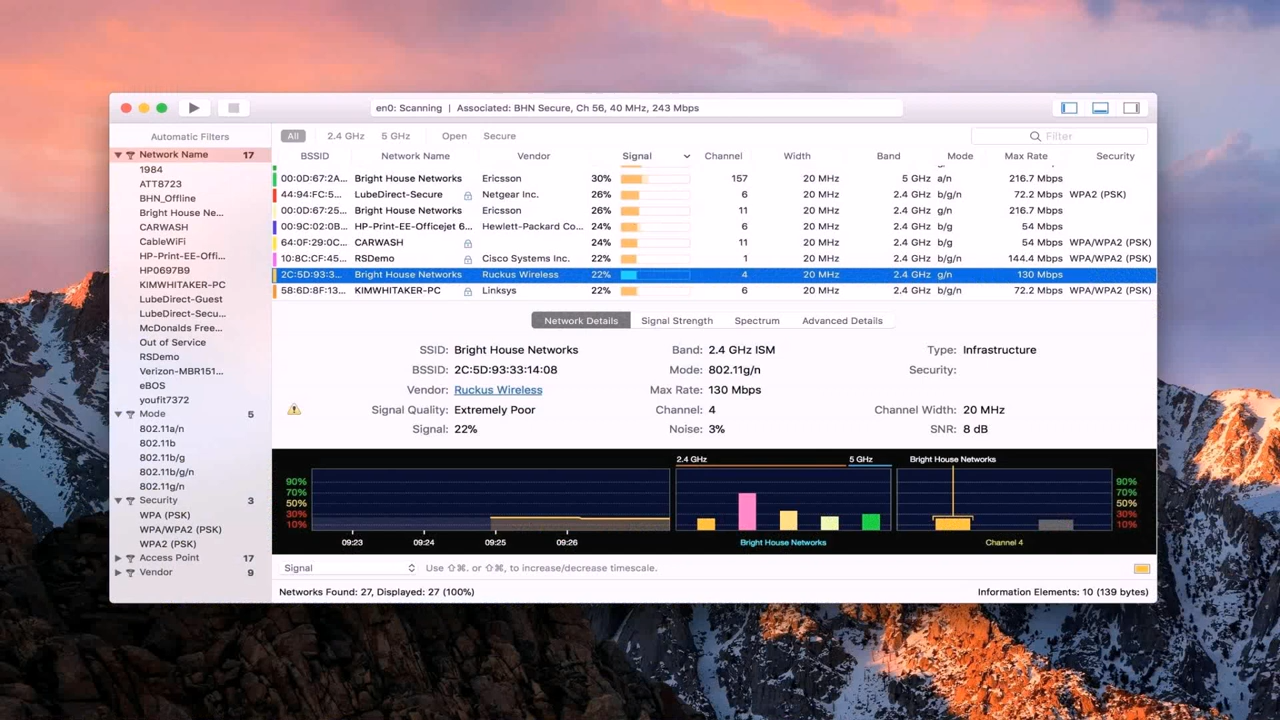 en0: Scanning | Associated: BHN Secure, Ch 56, 40 MHz, 243 Mbps
Automatic Filters
Network Name 17
1984
ATT8723
BHN_Offline
Bright House Ne...
CARWASH
CableWiFi
HP-Print-EE-Offi...
HP0697B9
KIMWHITAKER-PC
LubeDirect-Guest
LubeDirect-Secu...
McDonalds Free...
Out of Service
RSDemo
Verizon-MBR151...
eBOS
youfit7372
Mode 5
802.11a/n
802.11b
802.11b/g
802.11b/g/n
802.11g/n
Security 3
WPA (PSK)
WPA/WPA2 (PSK)
WPA2 (PSK)
Access Point 17
Vendor 9
All 2.4 GHz 5 GHz Open Secure Filter
BSSID Network Name Vendor Signal Channel Width Band Mode Max Rate Security
00:0D:67:2A... Bright House Networks Ericsson 30% 157 20 MHz 5 GHz a/n 216.7 Mbps
44:94:FC:5... LubeDirect-Secure Netgear Inc. 26% 6 20 MHz 2.4 GHz b/g/n 72.2 Mbps WPA2 (PSK)
00:0D:67:25... Bright House Networks Ericsson 26% 11 20 MHz 2.4 GHz b/g/n 216.7 Mbps
00:9C:02:0B... HP-Print-EE-Officejet 6... Hewlett-Packard Co... 24% 6 20 MHz 2.4 GHz b/g 54 Mbps
64:0F:29:0C... CARWASH 24% 11 20 MHz 2.4 GHz b/g 54 Mbps WPA/WPA2 (PSK)
10:8C:CF:45... RSDemo Cisco Systems Inc. 22% 1 20 MHz 2.4 GHz b/g/n 144.4 Mbps WPA/WPA2 (PSK)
2C:5D:93:3... Bright House Networks Ruckus Wireless 22% 4 20 MHz 2.4 GHz g/n 130 Mbps
58:6D:8F:13... KIMWHITAKER-PC Linksys 22% 6 20 MHz 2.4 GHz b/g/n 72.2 Mbps WPA/WPA2 (PSK)
Network Details Signal Strength Spectrum Advanced Details
SSID: Bright House Networks Band: 2.4 GHz ISM Type: Infrastructure
BSSID: 2C:5D:93:33:14:08 Mode: 802.11g/n Security:
Vendor: Ruckus Wireless Max Rate: 130 Mbps
Signal Quality: Extremely Poor Channel: 4 Channel Width: 20 MHz
Signal: 22% Noise: 3% SNR: 8 dB
2.4 GHz 5 GHz Bright House Networks
90% 90%
70% 70%
50% 50%
30% 30%
10% 10%
09:23 09:24 09:25 09:26 Bright House Networks Channel 4
Signal Use ⇧⌘. or ⇧⌘, to increase/decrease timescale.
Networks Found: 27, Displayed: 27 (100%) Information Elements: 10 (139 bytes)